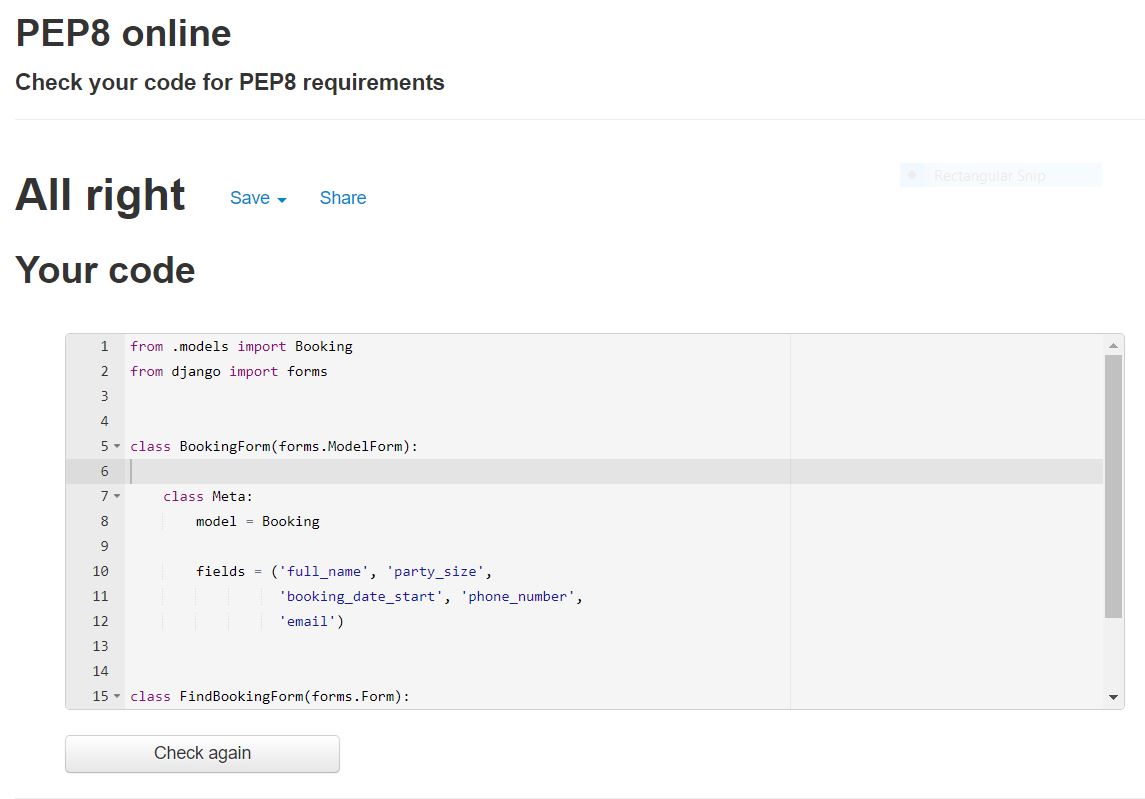 PEP8 online
Check your code for PEP8 requirements
All right Save Share
Rectangular Snip
Your code
1 from .models import Booking
2 from django import forms
3
4
5 class BookingForm(forms.ModelForm):
6
7     class Meta:
8         model = Booking
9
10         fields = ('full_name', 'party_size',
11                   'booking_date_start', 'phone_number',
12                   'email')
13
14
15 class FindBookingForm(forms.Form):
Check again